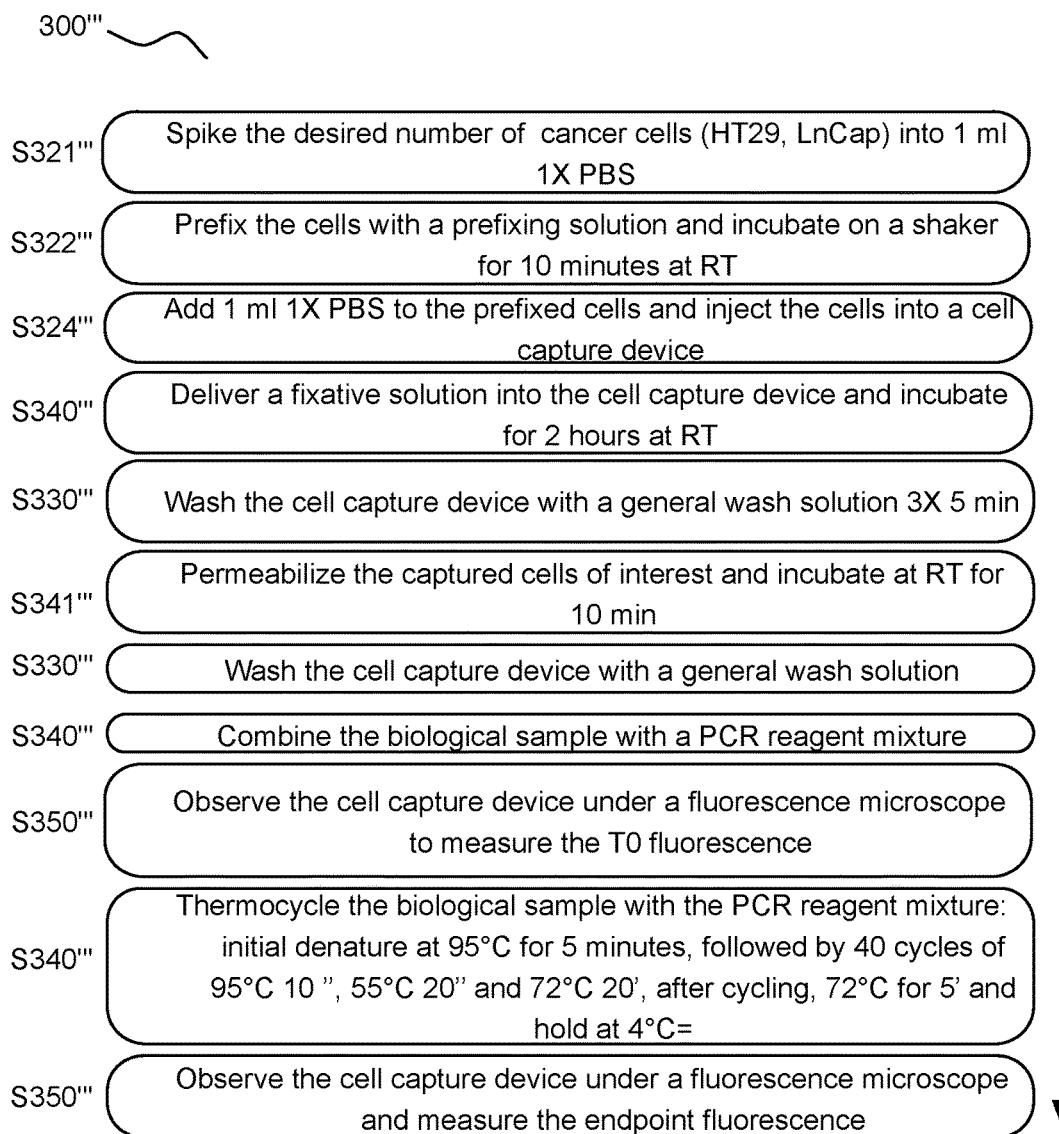 300'''
S321'''
Spike the desired number of cancer cells (HT29, LnCap) into 1 ml
1X PBS
S322'''
Prefix the cells with a prefixing solution and incubate on a shaker
for 10 minutes at RT
S324'''
Add 1 ml 1X PBS to the prefixed cells and inject the cells into a cell
capture device
S340'''
Deliver a fixative solution into the cell capture device and incubate
for 2 hours at RT
S330'''
Wash the cell capture device with a general wash solution 3X 5 min
S341'''
Permeabilize the captured cells of interest and incubate at RT for
10 min
S330'''
Wash the cell capture device with a general wash solution
S340'''
Combine the biological sample with a PCR reagent mixture
S350'''
Observe the cell capture device under a fluorescence microscope
to measure the T0 fluorescence
S340'''
Thermocycle the biological sample with the PCR reagent mixture:
initial denature at 95°C for 5 minutes, followed by 40 cycles of
95°C 10 ”, 55°C 20” and 72°C 20’, after cycling, 72°C for 5’ and
hold at 4°C=
S350'''
Observe the cell capture device under a fluorescence microscope
and measure the endpoint fluorescence